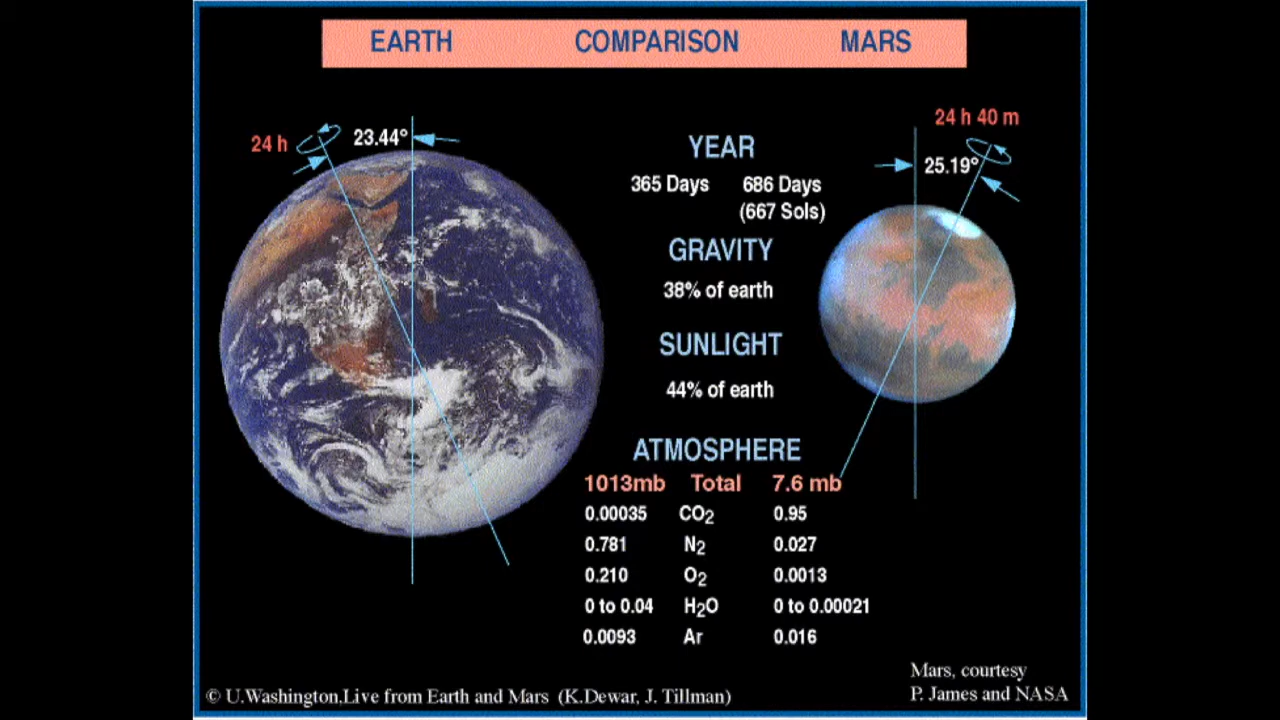 EARTH COMPARISON MARS
24 h 23.44° 24 h 40 m
25.19°
YEAR
365 Days 686 Days
(667 Sols)
GRAVITY
38% of earth
SUNLIGHT
44% of earth
ATMOSPHERE
1013mb Total 7.6 mb
0.00035 CO2 0.95
0.781 N2 0.027
0.210 O2 0.0013
0 to 0.04 H2O 0 to 0.00021
0.0093 Ar 0.016
Mars, courtesy
P. James and NASA
© U.Washington,Live from Earth and Mars (K.Dewar, J. Tillman)